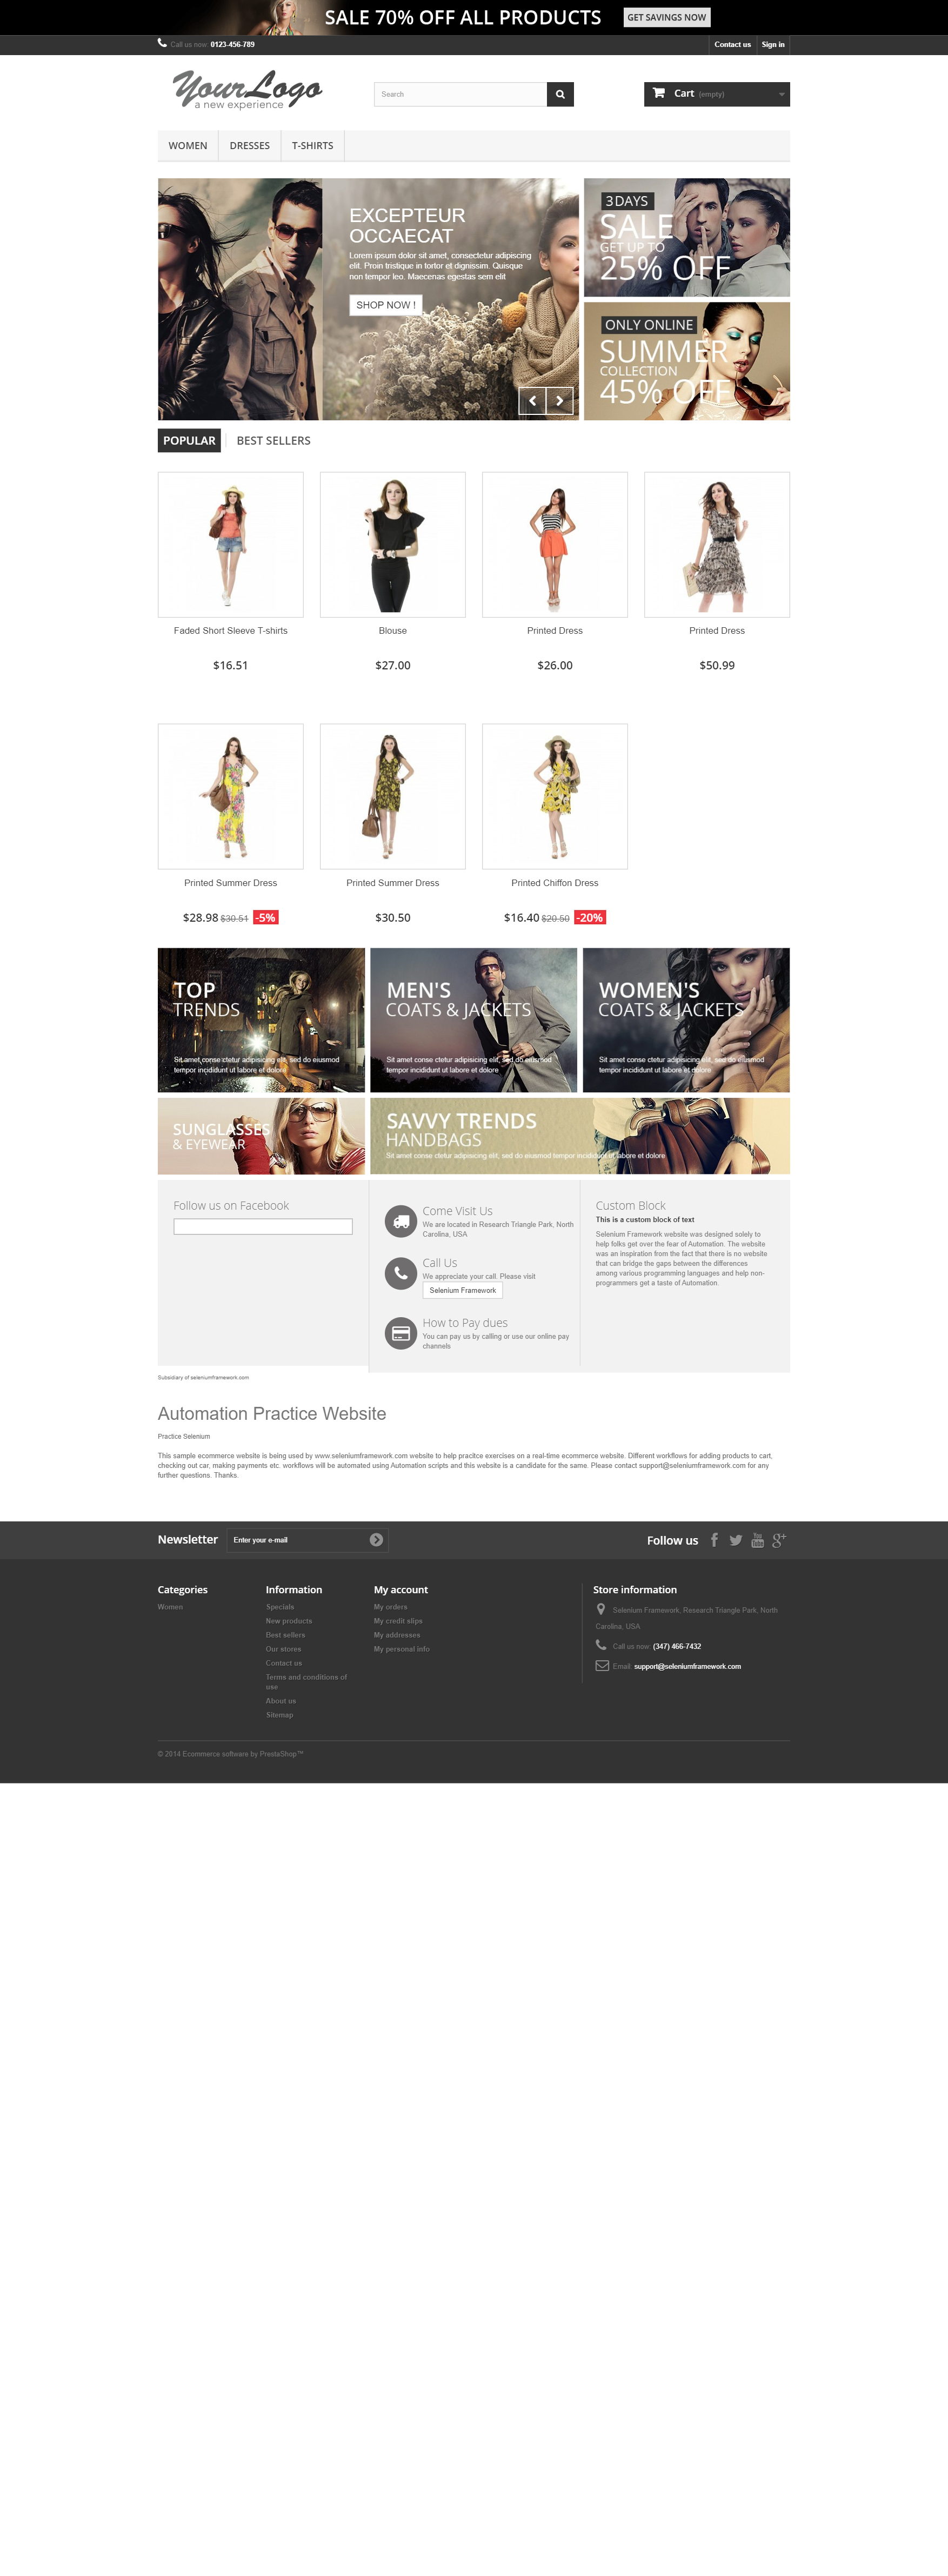 SALE 70% OFF ALL PRODUCTS
GET SAVINGS NOW
Call us now: 0123-456-789
Contact us
Sign in
YourLogo
a new experience
Search
Cart (empty)
WOMEN
DRESSES
T-SHIRTS
EXCEPTEUR
OCCAECAT
Lorem ipsum dolor sit amet, consectetur adipiscing
elit. Proin tristique in tortor et dignissim. Quisque
non tempor leo. Maecenas egestas sem elit
SHOP NOW !
3 DAYS
SALE
GET UP TO
25% OFF
ONLY ONLINE
SUMMER
COLLECTION
45% OFF
POPULAR
BEST SELLERS
Faded Short Sleeve T-shirts
$16.51
Blouse
$27.00
Printed Dress
$26.00
Printed Dress
$50.99
Printed Summer Dress
$28.98 $30.51 -5%
Printed Summer Dress
$30.50
Printed Chiffon Dress
$16.40 $20.50 -20%
TOP
TRENDS
Sit amet conse ctetur adipisicing elit, sed do eiusmod
tempor incididunt ut labore et dolore
MEN'S
COATS & JACKETS
Sit amet conse ctetur adipisicing elit, sed do eiusmod
tempor incididunt ut labore et dolore
WOMEN'S
COATS & JACKETS
Sit amet conse ctetur adipisicing elit, sed do eiusmod
tempor incididunt ut labore et dolore
SUNGLASSES
& EYEWEAR
SAVVY TRENDS
HANDBAGS
Sit amet conse ctetur adipisicing elit, sed do eiusmod tempor incididunt ut labore et dolore
Follow us on Facebook
Come Visit Us
We are located in Research Triangle Park, North
Carolina, USA
Call Us
We appreciate your call. Please visit
Selenium Framework
How to Pay dues
You can pay us by calling or use our online pay
channels
Custom Block
This is a custom block of text
Selenium Framework website was designed solely to
help folks get over the fear of Automation. The website
was an inspiration from the fact that there is no website
that can bridge the gaps between the differences
among various programming languages and help non-
programmers get a taste of Automation.
Subsidiary of seleniumframework.com
Automation Practice Website
Practice Selenium
This sample ecommerce website is being used by www.seleniumframework.com website to help pracitce exercises on a real-time ecommerce website. Different workflows for adding products to cart,
checking out car, making payments etc. workflows will be automated using Automation scripts and this website is a candidate for the same. Please contact support@seleniumframework.com for any
further questions. Thanks.
Newsletter
Enter your e-mail
Follow us
Categories
Women
Information
Specials
New products
Best sellers
Our stores
Contact us
Terms and conditions of
use
About us
Sitemap
My account
My orders
My credit slips
My addresses
My personal info
Store information
Selenium Framework, Research Triangle Park, North
Carolina, USA
Call us now: (347) 466-7432
Email: support@seleniumframework.com
© 2014 Ecommerce software by PrestaShop™